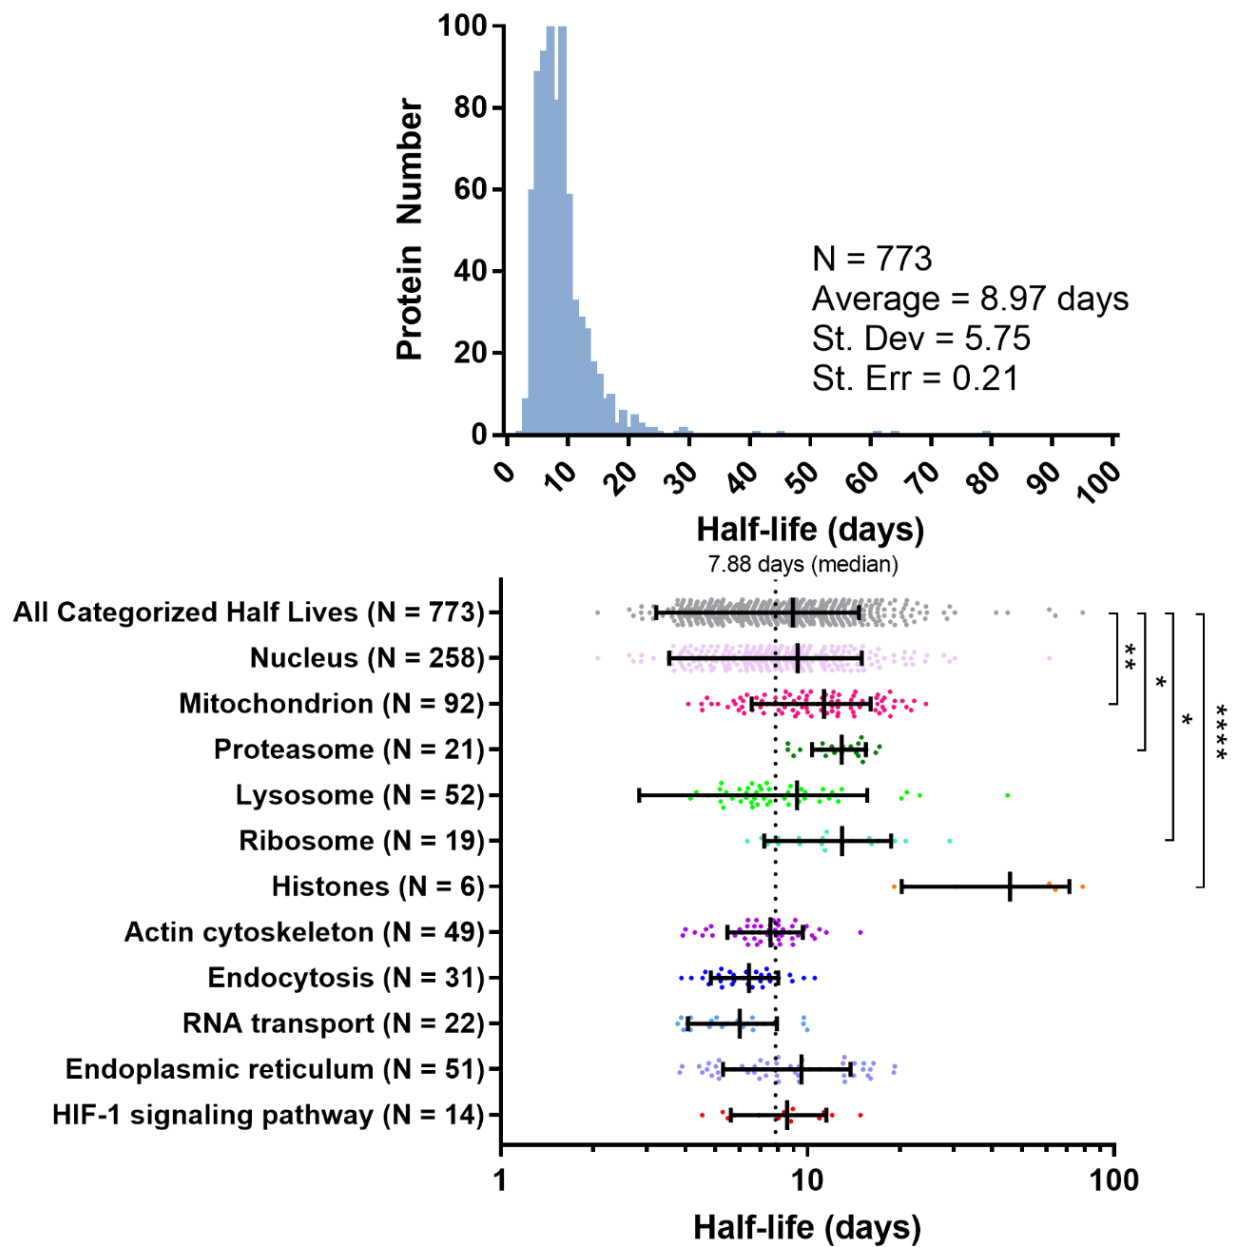 100
80
60
40
20
0
Protein Number
N = 773
Average = 8.97 days
St. Dev = 5.75
St. Err = 0.21
0 10 20 30 40 50 60 70 80 90 100
Half-life (days)
7.88 days (median)
All Categorized Half Lives (N = 773)
Nucleus (N = 258)
Mitochondrion (N = 92)
Proteasome (N = 21)
Lysosome (N = 52)
Ribosome (N = 19)
Histones (N = 6)
Actin cytoskeleton (N = 49)
Endocytosis (N = 31)
RNA transport (N = 22)
Endoplasmic reticulum (N = 51)
HIF-1 signaling pathway (N = 14)
**
*
*
****
1 10 100
Half-life (days)